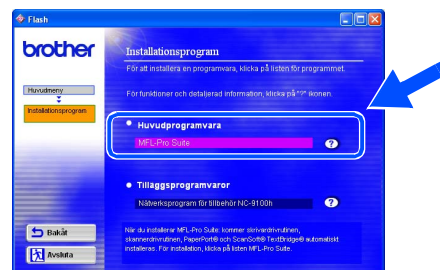 Flash
brother
Installationsprogram
För att installera en programvara, klicka på listen för programmet.
För funktioner och detaljerad information, klicka på "?" ikonen.
Huvudmeny
Installationsprogram
Huvudprogramvara
MFL-Pro Suite
?
Tilläggsprogramvaror
Nätverksprogram för tillbehör NC-9100h
?
När du installerar MFL-Pro Suite: kommer skrivardrivrutinen,
skannerdrivrutinen, PaperPort® och ScanSoft® TextBridge® automatiskt
installeras. För installation, klicka på listen MFL-Pro Suite.
Bakåt
Avsluta